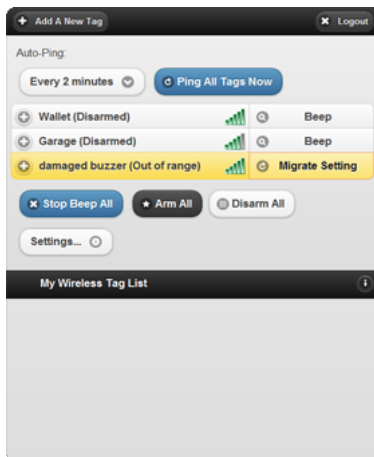 Add A New Tag Logout
Auto-Ping:
Every 2 minutes Ping All Tags Now
Wallet (Disarmed) Beep
Garage (Disarmed) Beep
damaged buzzer (Out of range) Migrate Setting
Stop Beep All Arm All Disarm All
Settings...
My Wireless Tag List